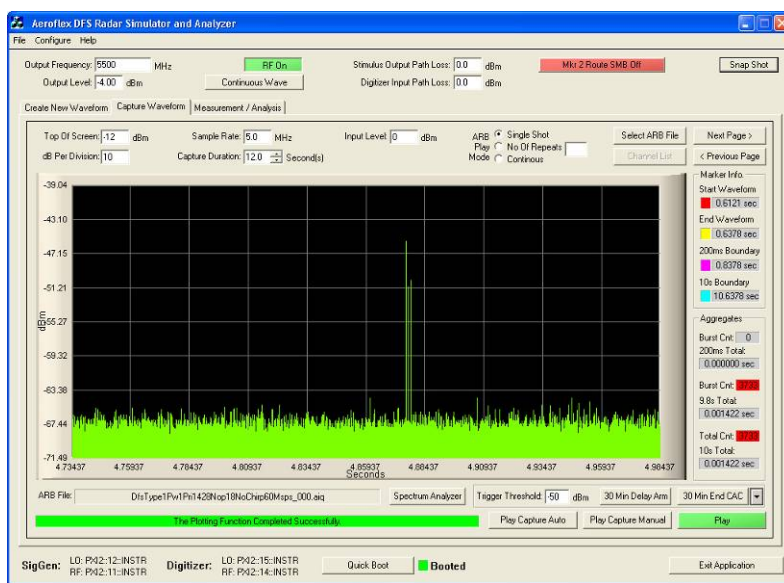 Aeroflex DFS Radar Simulator and Analyzer
File Configure Help
Output Frequency: 5500 MHz RF On Stimulus Output Path Loss: 0.0 dBm Mkr 2 Route SMB Off Snap Shot
Output Level: -4.00 dBm Continuous Wave Digitizer Input Path Loss: 0.0 dBm
Create New Waveform Capture Waveform Measurement / Analysis
Top Of Screen: -12 dBm Sample Rate: 5.0 MHz Input Level: 0 dBm ARB Single Shot Select ARB File Next Page >
Play No Of Repeats
dB Per Division: 10 Capture Duration: 12.0 Second(s) Mode Continous Channel List < Previous Page
-39.04
-43.10
-47.15
-51.21
-55.27
-59.32
-63.38
-67.44
-71.49
dBm
4.73437 4.75937 4.78437 4.80937 4.83437 4.85937 4.88437 4.90937 4.93437 4.95937 4.98437
Seconds
Marker Info.
Start Waveform
0.6121 sec
End Waveform
0.6378 sec
200ms Boundary
0.8378 sec
10s Boundary
10.6378 sec
Aggregates
Burst Cnt: 0
200ms Total:
0.000000 sec
Burst Cnt:
9.8s Total:
0.001422 sec
Total Cnt:
10s Total:
0.001422 sec
ARB File: DfsType1Pw1Pri1428Nop18NoChirp60Msps_000.aiq Spectrum Analyzer Trigger Threshold: -50 dBm 30 Min Delay Arm 30 Min End CAC
The Plotting Function Completed Successfully. Play Capture Auto Play Capture Manual Play
SigGen: LO: PXI2::12::INSTR Digitizer: LO: PXI2::15::INSTR Quick Boot Booted Exit Application
RF: PXI2::11::INSTR RF: PXI2::14::INSTR